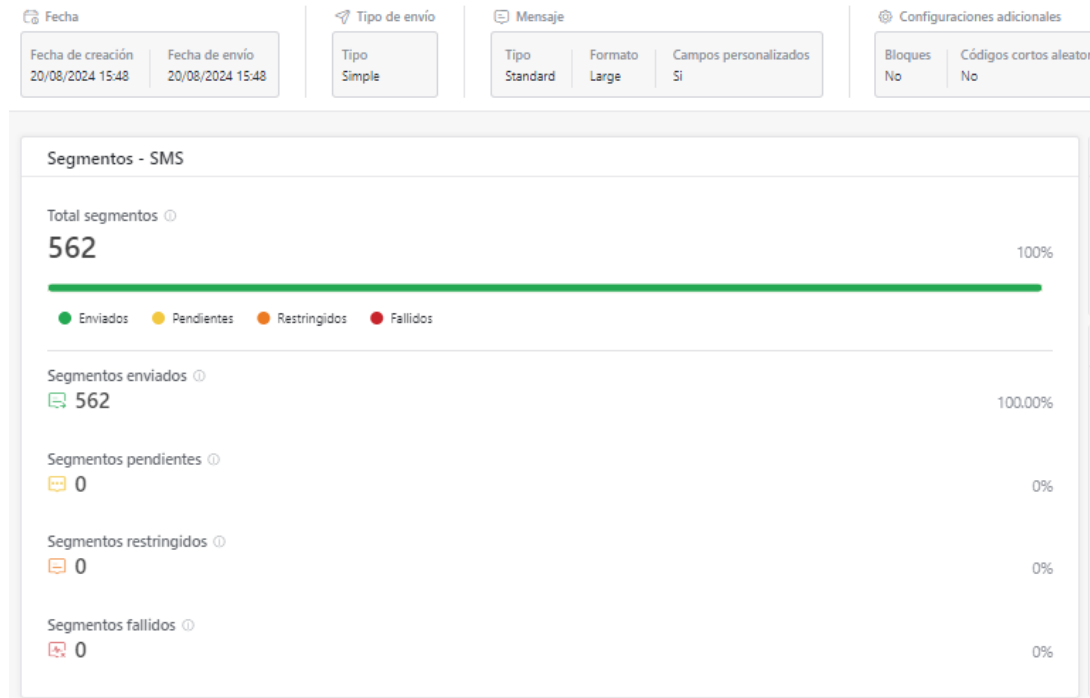 Fecha
Fecha de creación
20/08/2024 15:48
Fecha de envío
20/08/2024 15:48
Tipo de envío
Tipo
Simple
Mensaje
Tipo
Standard
Formato
Large
Campos personalizados
Si
Configuraciones adicionales
Bloques
No
Códigos cortos aleator
No
Segmentos - SMS
Total segmentos
562
100%
Enviados
Pendientes
Restringidos
Fallidos
Segmentos enviados
562
100.00%
Segmentos pendientes
0
0%
Segmentos restringidos
0
0%
Segmentos fallidos
0
0%